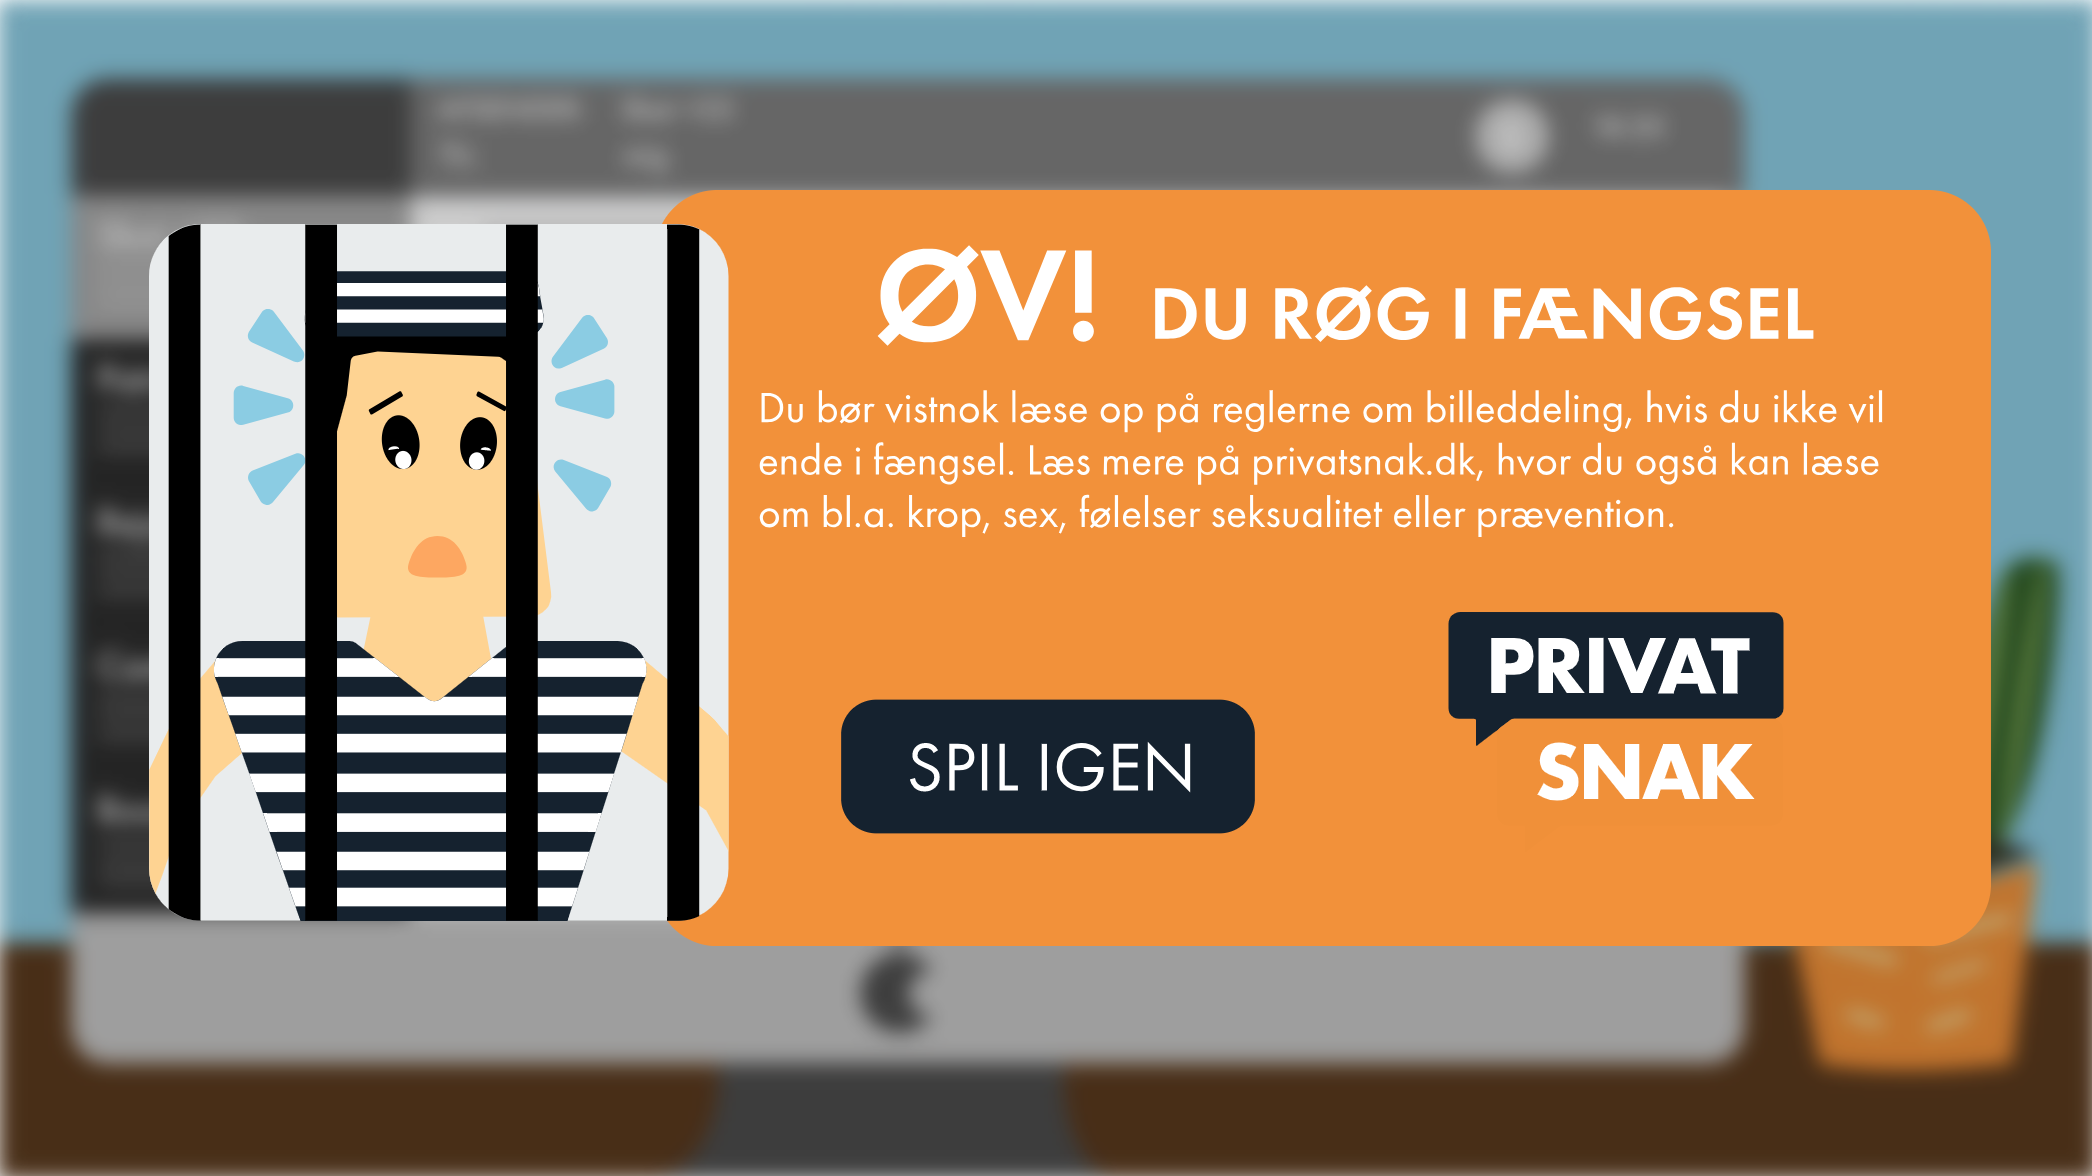 ØV! DU RØG I FÆNGSEL
Du bør vistnok læse op på reglerne om billeddeling, hvis du ikke vil
ende i fængsel. Læs mere på privatsnak.dk, hvor du også kan læse
om bl.a. krop, sex, følelser seksualitet eller prævention.
SPIL IGEN
PRIVAT
SNAK